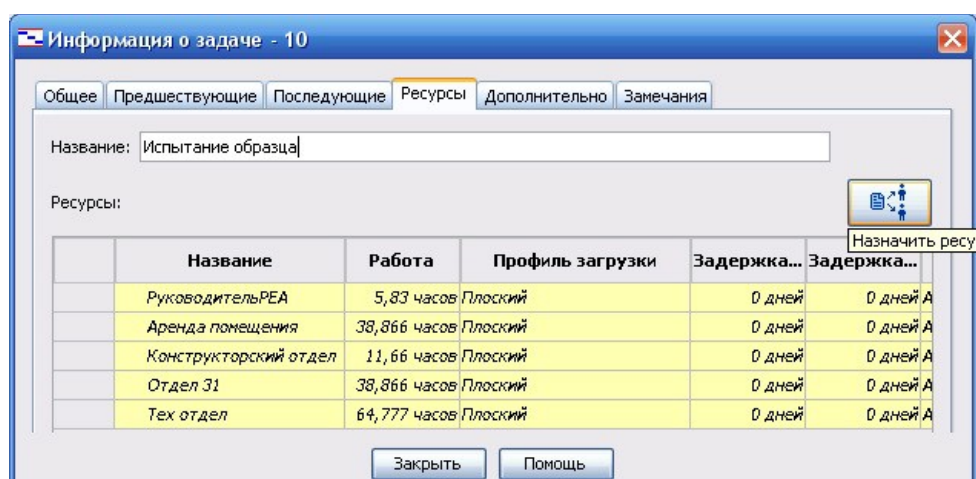 Информация о задаче - 10
Общее Предшествующие Последующие Ресурсы Дополнительно Замечания
Название: Испытание образца
Ресурсы:
Назначить ресу
Название Работа Профиль загрузки Задержка... Задержка...
РуководительРЕА 5,83 часов Плоский 0 дней 0 дней А
Аренда помещения 38,866 часов Плоский 0 дней 0 дней А
Конструкторский отдел 11,66 часов Плоский 0 дней 0 дней А
Отдел 31 38,866 часов Плоский 0 дней 0 дней А
Тех отдел 64,777 часов Плоский 0 дней 0 дней А
Закрыть Помощь